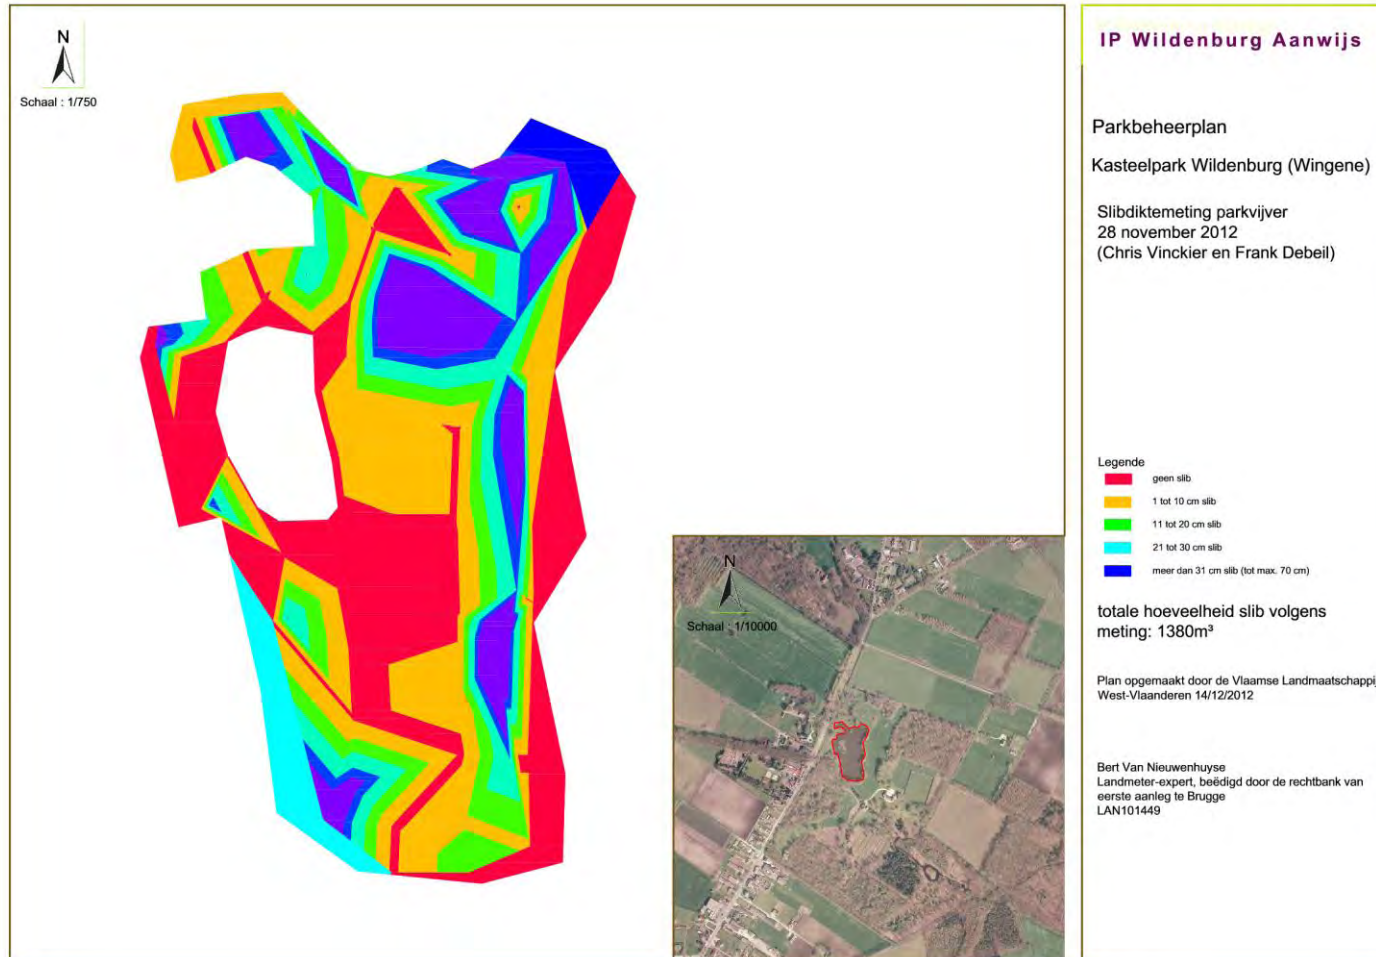 N
Schaal : 1/750
N
Schaal : 1/10000
IP Wildenburg Aanwijs
Parkbeheerplan
Kasteelpark Wildenburg (Wingene)
Slibdiktemeting parkvijver
28 november 2012
(Chris Vinckier en Frank Debeil)
Legende
geen slib
1 tot 10 cm slib
11 tot 20 cm slib
21 tot 30 cm slib
meer dan 31 cm slib (tot max. 70 cm)
totale hoeveelheid slib volgens
meting: 1380m³
Plan opgemaakt door de Vlaamse Landmaatschappij
West-Vlaanderen 14/12/2012
Bert Van Nieuwenhuyse
Landmeter-expert, beëdigd door de rechtbank van
eerste aanleg te Brugge
LAN101449